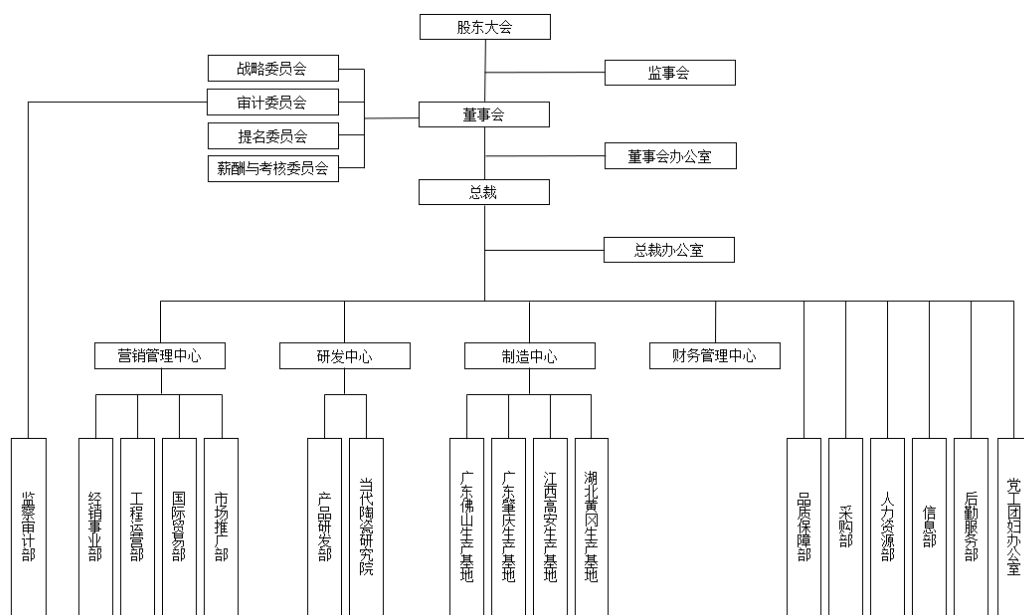 股东大会
战略委员会
监事会
审计委员会
董事会
提名委员会
董事会办公室
薪酬与考核委员会
总裁
总裁办公室
营销管理中心
研发中心
制造中心
财务管理中心
监察审计部
经销事业部
工程运营部
国际贸易部
市场推广部
产品研发部
当代陶瓷研究院
广东佛山生产基地
广东肇庆生产基地
江西高安生产基地
湖北黄冈生产基地
品质保障部
采购部
人力资源部
信息部
后勤服务部
党工团妇办公室